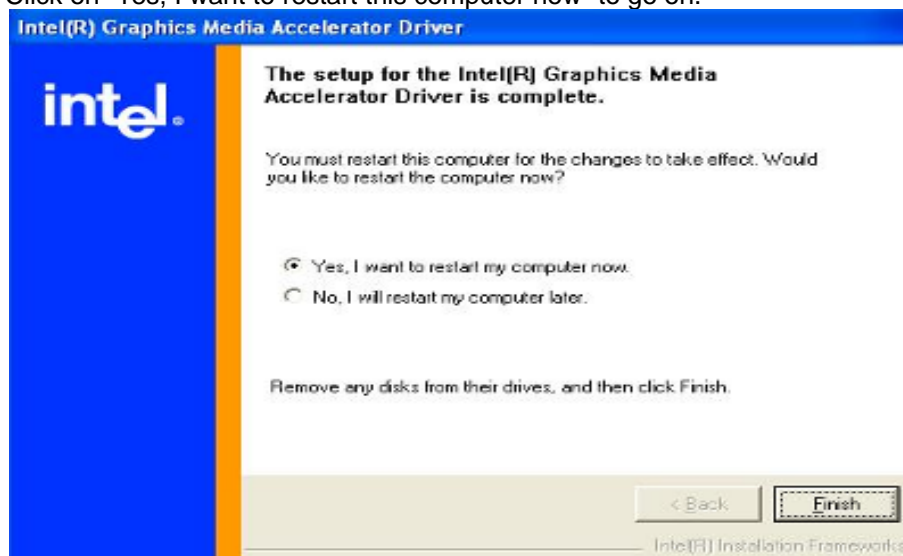 Click on "Yes, I want to restart this computer now" to go on.
Intel(R) Graphics Media Accelerator Driver
intel®
The setup for the Intel(R) Graphics Media
Accelerator Driver is complete.
You must restart this computer for the changes to take effect. Would
you like to restart the computer now?
Yes, I want to restart my computer now.
No, I will restart my computer later.
Remove any disks from their drives, and then click Finish.
< Back
Finish
Intel(R) Installation Frameworks